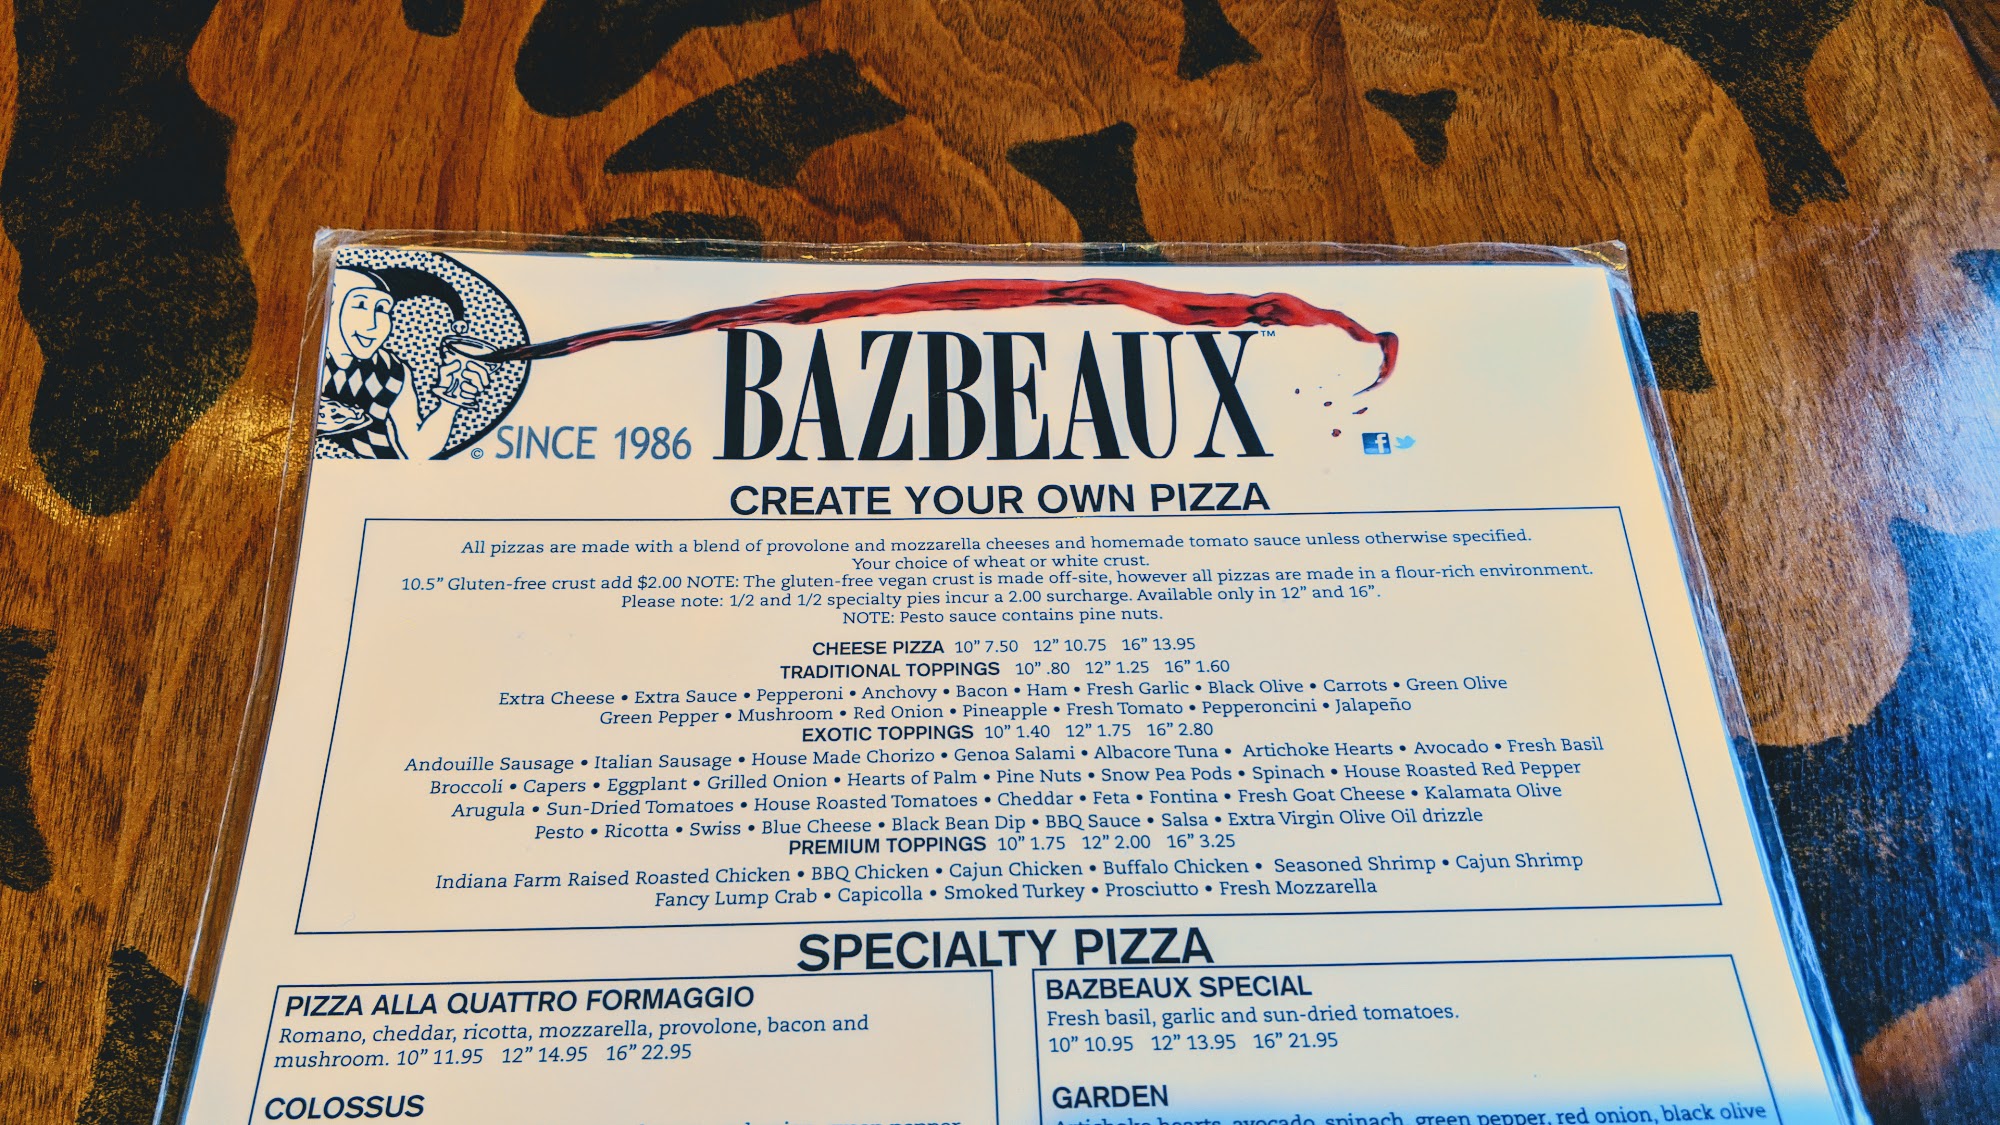 BAZBEAUX™
© SINCE 1986
f
CREATE YOUR OWN PIZZA
All pizzas are made with a blend of provolone and mozzarella cheeses and homemade tomato sauce unless otherwise specified.
Your choice of wheat or white crust.
10.5” Gluten-free crust add $2.00 NOTE: The gluten-free vegan crust is made off-site, however all pizzas are made in a flour-rich environment.
Please note: 1/2 and 1/2 specialty pies incur a 2.00 surcharge. Available only in 12” and 16”.
NOTE: Pesto sauce contains pine nuts.
CHEESE PIZZA 10” 7.50 12” 10.75 16” 13.95
TRADITIONAL TOPPINGS 10” .80 12” 1.25 16” 1.60
Extra Cheese • Extra Sauce • Pepperoni • Anchovy • Bacon • Ham • Fresh Garlic • Black Olive • Carrots • Green Olive
Green Pepper • Mushroom • Red Onion • Pineapple • Fresh Tomato • Pepperoncini • Jalapeño
EXOTIC TOPPINGS 10” 1.40 12” 1.75 16” 2.80
Andouille Sausage • Italian Sausage • House Made Chorizo • Genoa Salami • Albacore Tuna • Artichoke Hearts • Avocado • Fresh Basil
Broccoli • Capers • Eggplant • Grilled Onion • Hearts of Palm • Pine Nuts • Snow Pea Pods • Spinach • House Roasted Red Pepper
Arugula • Sun-Dried Tomatoes • House Roasted Tomatoes • Cheddar • Feta • Fontina • Fresh Goat Cheese • Kalamata Olive
Pesto • Ricotta • Swiss • Blue Cheese • Black Bean Dip • BBQ Sauce • Salsa • Extra Virgin Olive Oil drizzle
PREMIUM TOPPINGS 10” 1.75 12” 2.00 16” 3.25
Indiana Farm Raised Roasted Chicken • BBQ Chicken • Cajun Chicken • Buffalo Chicken • Seasoned Shrimp • Cajun Shrimp
Fancy Lump Crab • Capicolla • Smoked Turkey • Prosciutto • Fresh Mozzarella
SPECIALTY PIZZA
PIZZA ALLA QUATTRO FORMAGGIO
Romano, cheddar, ricotta, mozzarella, provolone, bacon and
mushroom. 10” 11.95 12” 14.95 16” 22.95
COLOSSUS
green pepper
BAZBEAUX SPECIAL
Fresh basil, garlic and sun-dried tomatoes.
10” 10.95 12” 13.95 16” 21.95
GARDEN
Artichoke hearts, avocado, spinach, green pepper, red onion, black olive